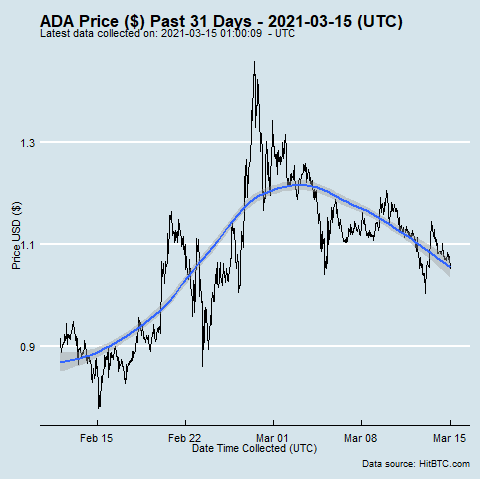 ADA Price ($) Past 31 Days - 2021-03-15 (UTC)
Latest data collected on: 2021-03-15 01:00:09  - UTC
Price USD ($)
1.3
1.1
0.9
Feb 15
Feb 22
Mar 01
Mar 08
Mar 15
Date Time Collected (UTC)
Data source: HitBTC.com